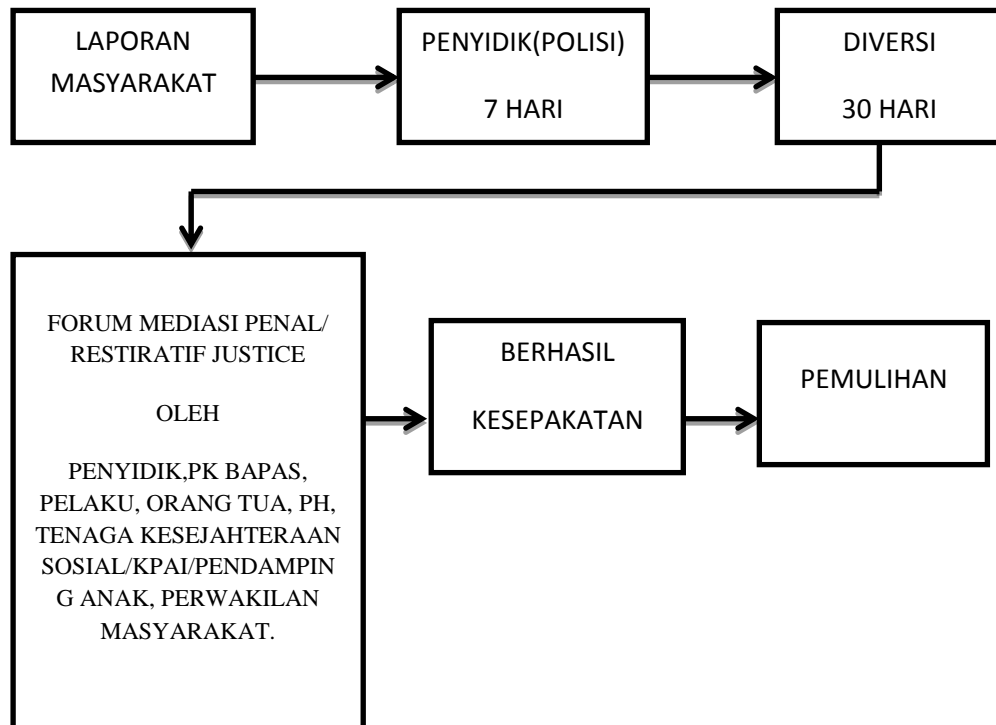 LAPORAN
MASYARAKAT
PENYIDIK(POLISI)
7 HARI
DIVERSI
30 HARI
FORUM MEDIASI PENAL/
RESTIRATIF JUSTICE
OLEH
PENYIDIK,PK BAPAS,
PELAKU, ORANG TUA, PH,
TENAGA KESEJAHTERAAN
SOSIAL/KPAI/PENDAMPIN
G ANAK, PERWAKILAN
MASYARAKAT.
BERHASIL
KESEPAKATAN
PEMULIHAN